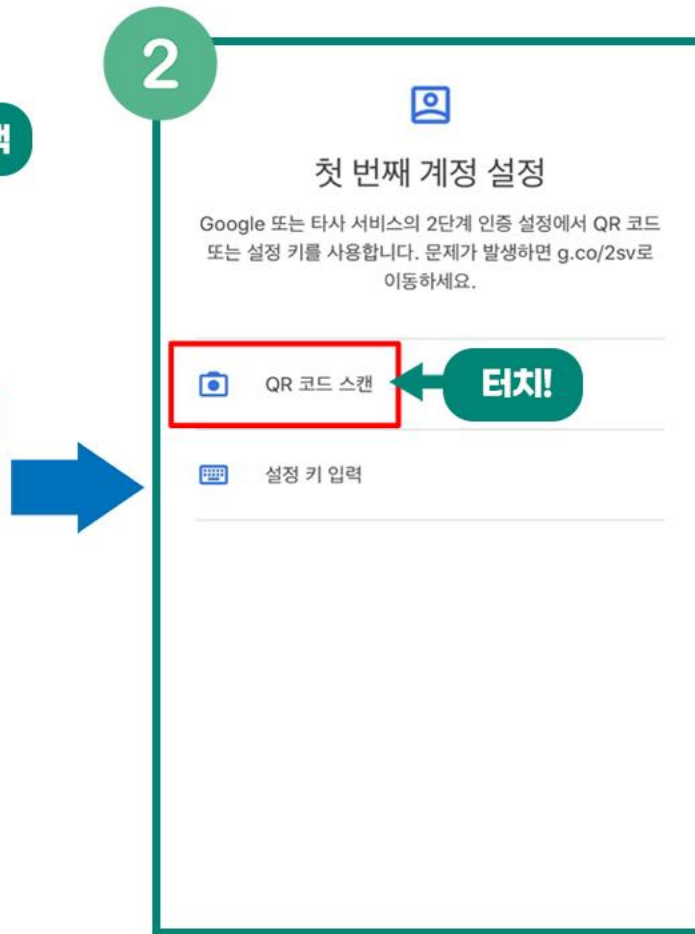 2
첫 번째 계정 설정
Google 또는 타사 서비스의 2단계 인증 설정에서 QR 코드
또는 설정 키를 사용합니다. 문제가 발생하면 g.co/2sv로
이동하세요.
QR 코드 스캔
터치!
설정 키 입력